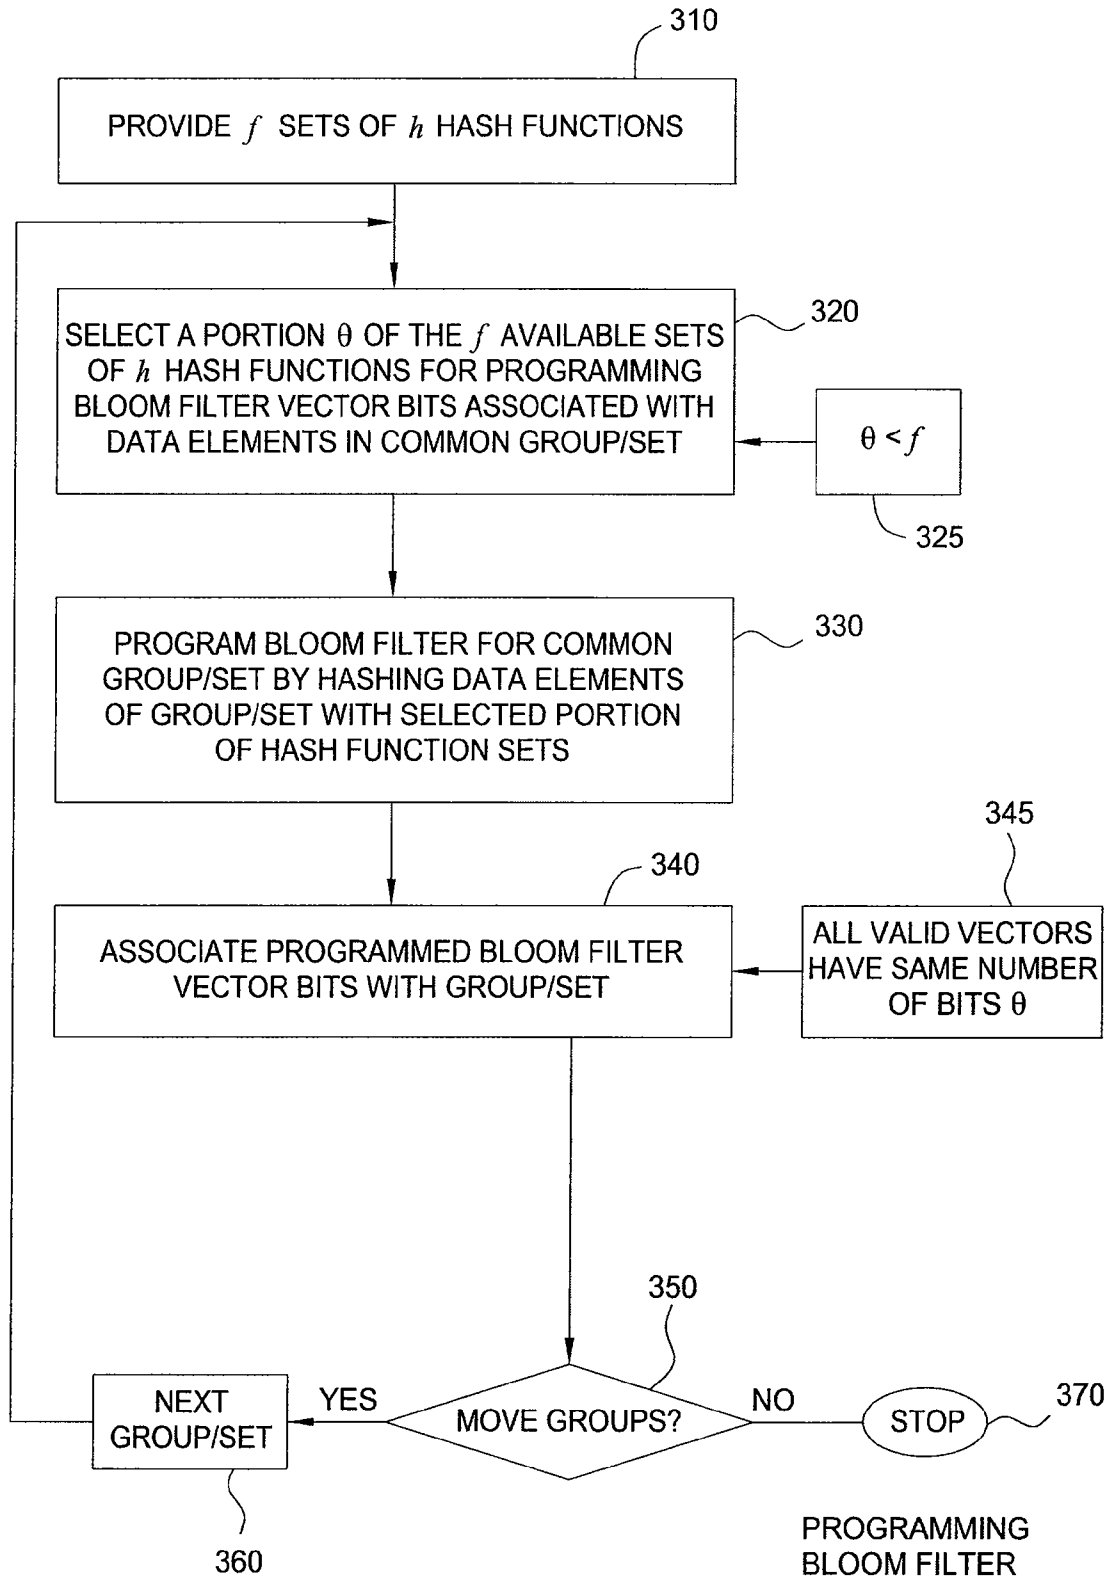 310
PROVIDE f SETS OF h HASH FUNCTIONS
320
SELECT A PORTION θ OF THE f AVAILABLE SETS
OF h HASH FUNCTIONS FOR PROGRAMMING
BLOOM FILTER VECTOR BITS ASSOCIATED WITH
DATA ELEMENTS IN COMMON GROUP/SET
θ < f
325
330
PROGRAM BLOOM FILTER FOR COMMON
GROUP/SET BY HASHING DATA ELEMENTS
OF GROUP/SET WITH SELECTED PORTION
OF HASH FUNCTION SETS
345
340
ASSOCIATE PROGRAMMED BLOOM FILTER
VECTOR BITS WITH GROUP/SET
ALL VALID VECTORS
HAVE SAME NUMBER
OF BITS θ
350
NEXT
GROUP/SET
YES
MOVE GROUPS?
NO
STOP
370
360
PROGRAMMING
BLOOM FILTER